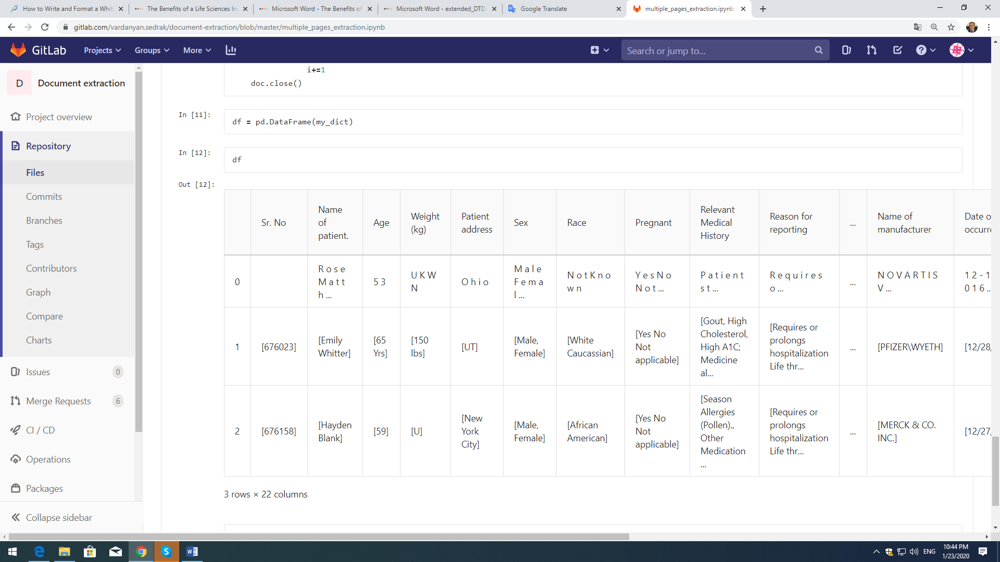 How to Write and Format a Whit
The Benefits of a Life Sciences Inc
Microsoft Word - The Benefits of
Microsoft Word - extended_DTD
Google Translate
multiple_pages_extraction.ipynb
gitlab.com/vardanyan.sedrak/document-extraction/blob/master/multiple_pages_extraction.ipynb
GitLab
Projects
Groups
More
Search or jump to...
D
Document extraction
Project overview
Repository
Files
Commits
Branches
Tags
Contributors
Graph
Compare
Charts
Issues 0
Merge Requests 6
CI / CD
Operations
Packages
Collapse sidebar
i+=1
doc.close()
In [11]:
df = pd.DataFrame(my_dict)
In [12]:
df
Out [12]:
Sr. No
Name
of
patient.
Age
Weight
(kg)
Patient
address
Sex
Race
Pregnant
Relevant
Medical
History
Reason for
reporting
...
Name of
manufacturer
Date o
occurre
0
R o s e
M a t t
h ...
5 3
U K W
N
O h i o
M a l e
F e m a
l ...
N o t K n o
w n
Y e s N o
N o t ...
P a t i e n t
s t ...
R e q u i r e s
o ...
...
N O V A R T I S
V ...
1 2 - 1
0 1 6 ...
1
[676023]
[Emily
Whitter]
[65
Yrs]
[150
lbs]
[UT]
[Male,
Female]
[White
Caucassian]
[Yes No
Not
applicable]
[Gout, High
Cholesterol,
High A1C;
Medicine
al...
[Requires or
prolongs
hospitalization
Life thr...
...
[PFIZER\WYETH]
[12/28,
2
[676158]
[Hayden
Blank]
[59]
[U]
[New
York
City]
[Male,
Female]
[African
American]
[Yes No
Not
applicable]
[Season
Allergies
(Pollen).,
Other
Medication
...
[Requires or
prolongs
hospitalization
Life thr...
...
[MERCK & CO.
INC.]
[12/27,
3 rows × 22 columns
ENG
10:44 PM
1/23/2020